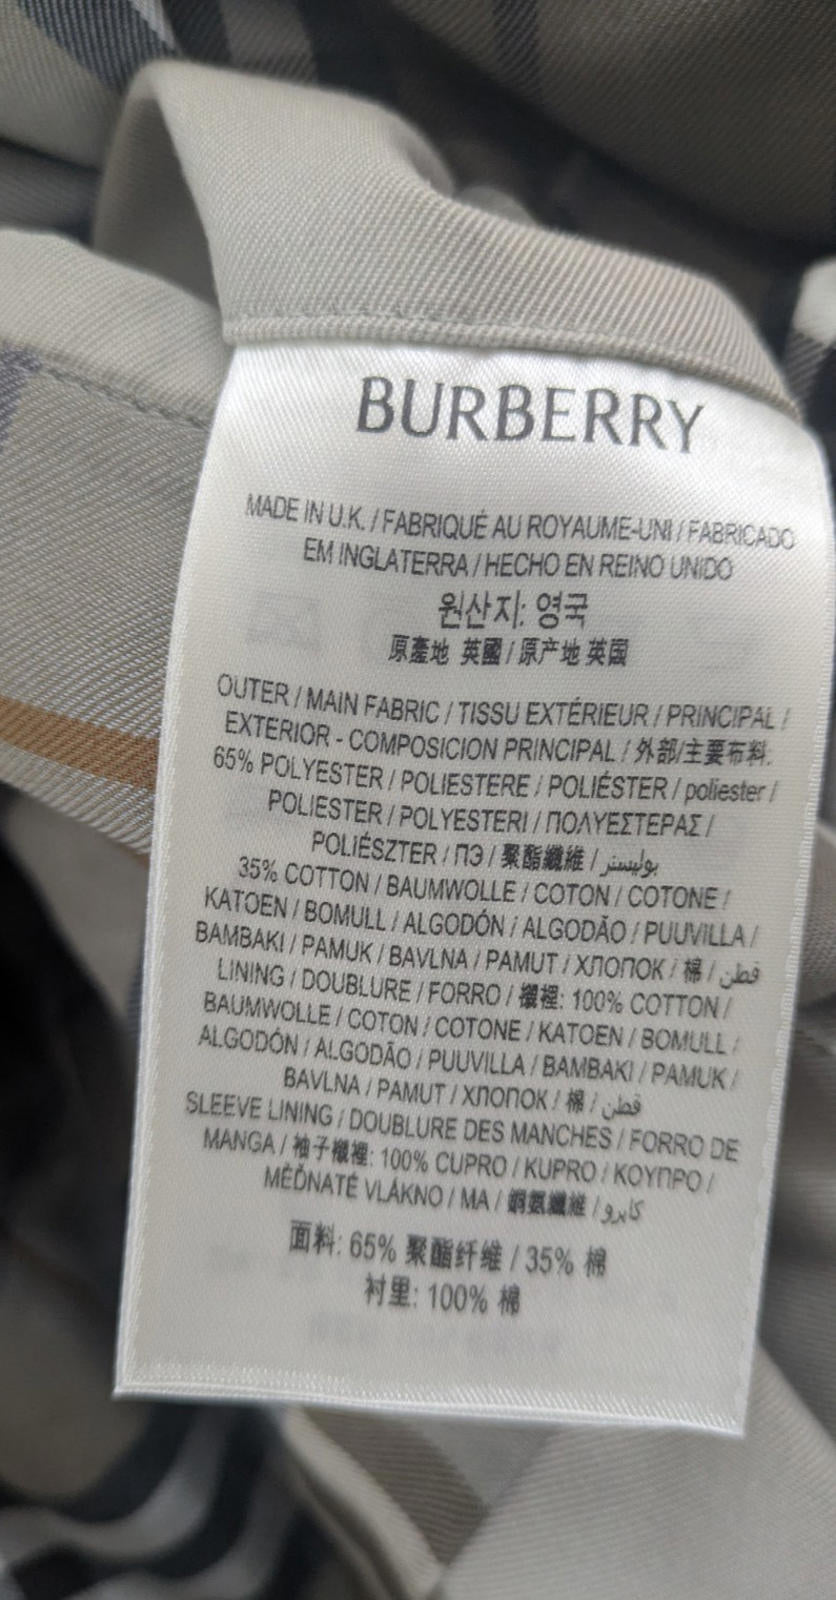 BURBERRY
MADE IN U.K. / FABRIQUÉ AU ROYAUME-UNI / FABRICADO
EM INGLATERRA / HECHO EN REINO UNIDO
원산지: 영국
原產地 英國 / 原产地 英国
OUTER / MAIN FABRIC / TISSU EXTÉRIEUR / PRINCIPAL /
EXTERIOR - COMPOSICION PRINCIPAL / 外部/主要布料:
65% POLYESTER / POLIESTERE / POLIÉSTER / poliester /
POLIESTER / POLYESTERI / ΠΟΛΥΕΣΤΕΡΑΣ /
POLIÉSZTER / ПЭ / 聚酯纖維 / بوليستر
35% COTTON / BAUMWOLLE / COTON / COTONE /
KATOEN / BOMULL / ALGODÓN / ALGODÃO / PUUVILLA /
BAMBAKI / PAMUK / BAVLNA / PAMUT / ХЛОПОК / 棉 / قطن
LINING / DOUBLURE / FORRO / 襯裡: 100% COTTON /
BAUMWOLLE / COTON / COTONE / KATOEN / BOMULL /
ALGODÓN / ALGODÃO / PUUVILLA / BAMBAKI / PAMUK /
BAVLNA / PAMUT / ХЛОПОК / 棉 / قطن
SLEEVE LINING / DOUBLURE DES MANCHES / FORRO DE
MANGA / 袖子襯裡: 100% CUPRO / KUPRO / ΚΟΥΠΡΟ /
MĚĎNATÉ VLÁKNO / MA / 銅氨纖維 / كابرو
面料: 65% 聚酯纤维 / 35% 棉
衬里: 100% 棉